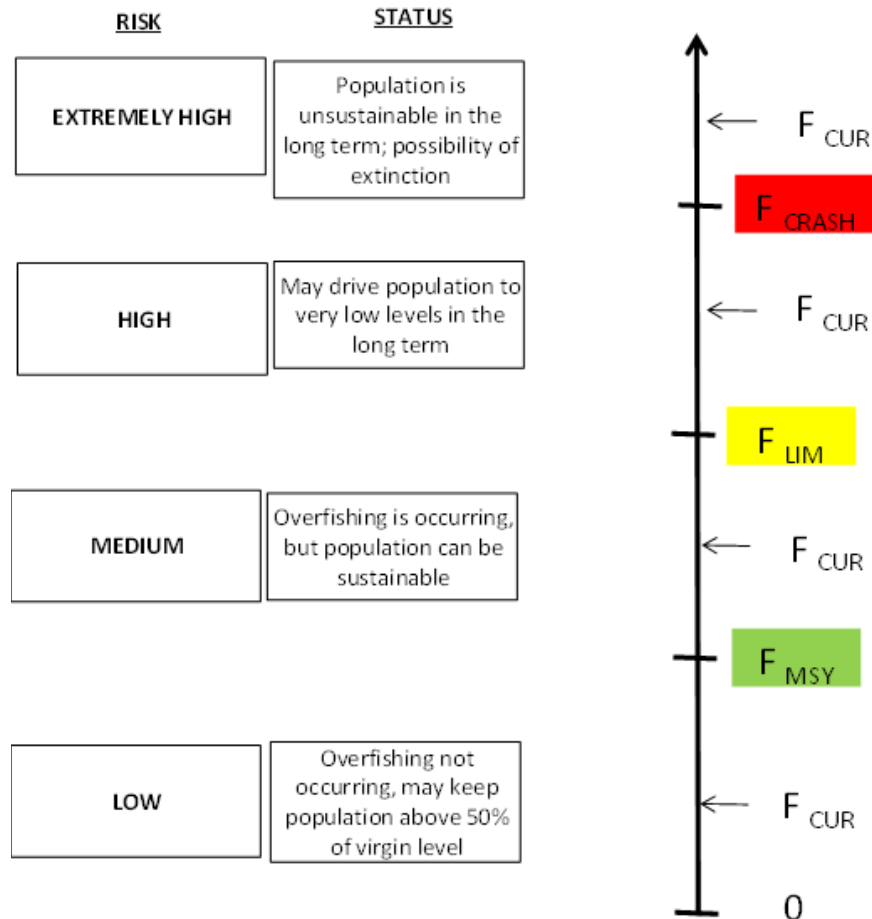 RISK
STATUS
EXTREMELY HIGH
Population is
unsustainable in the
long term; possibility of
extinction
F CUR
F CRASH
HIGH
May drive population to
very low levels in the
long term
F CUR
F LIM
MEDIUM
Overfishing is occurring,
but population can be
sustainable
F CUR
F MSY
LOW
Overfishing not
occurring, may keep
population above 50%
of virgin level
F CUR
0